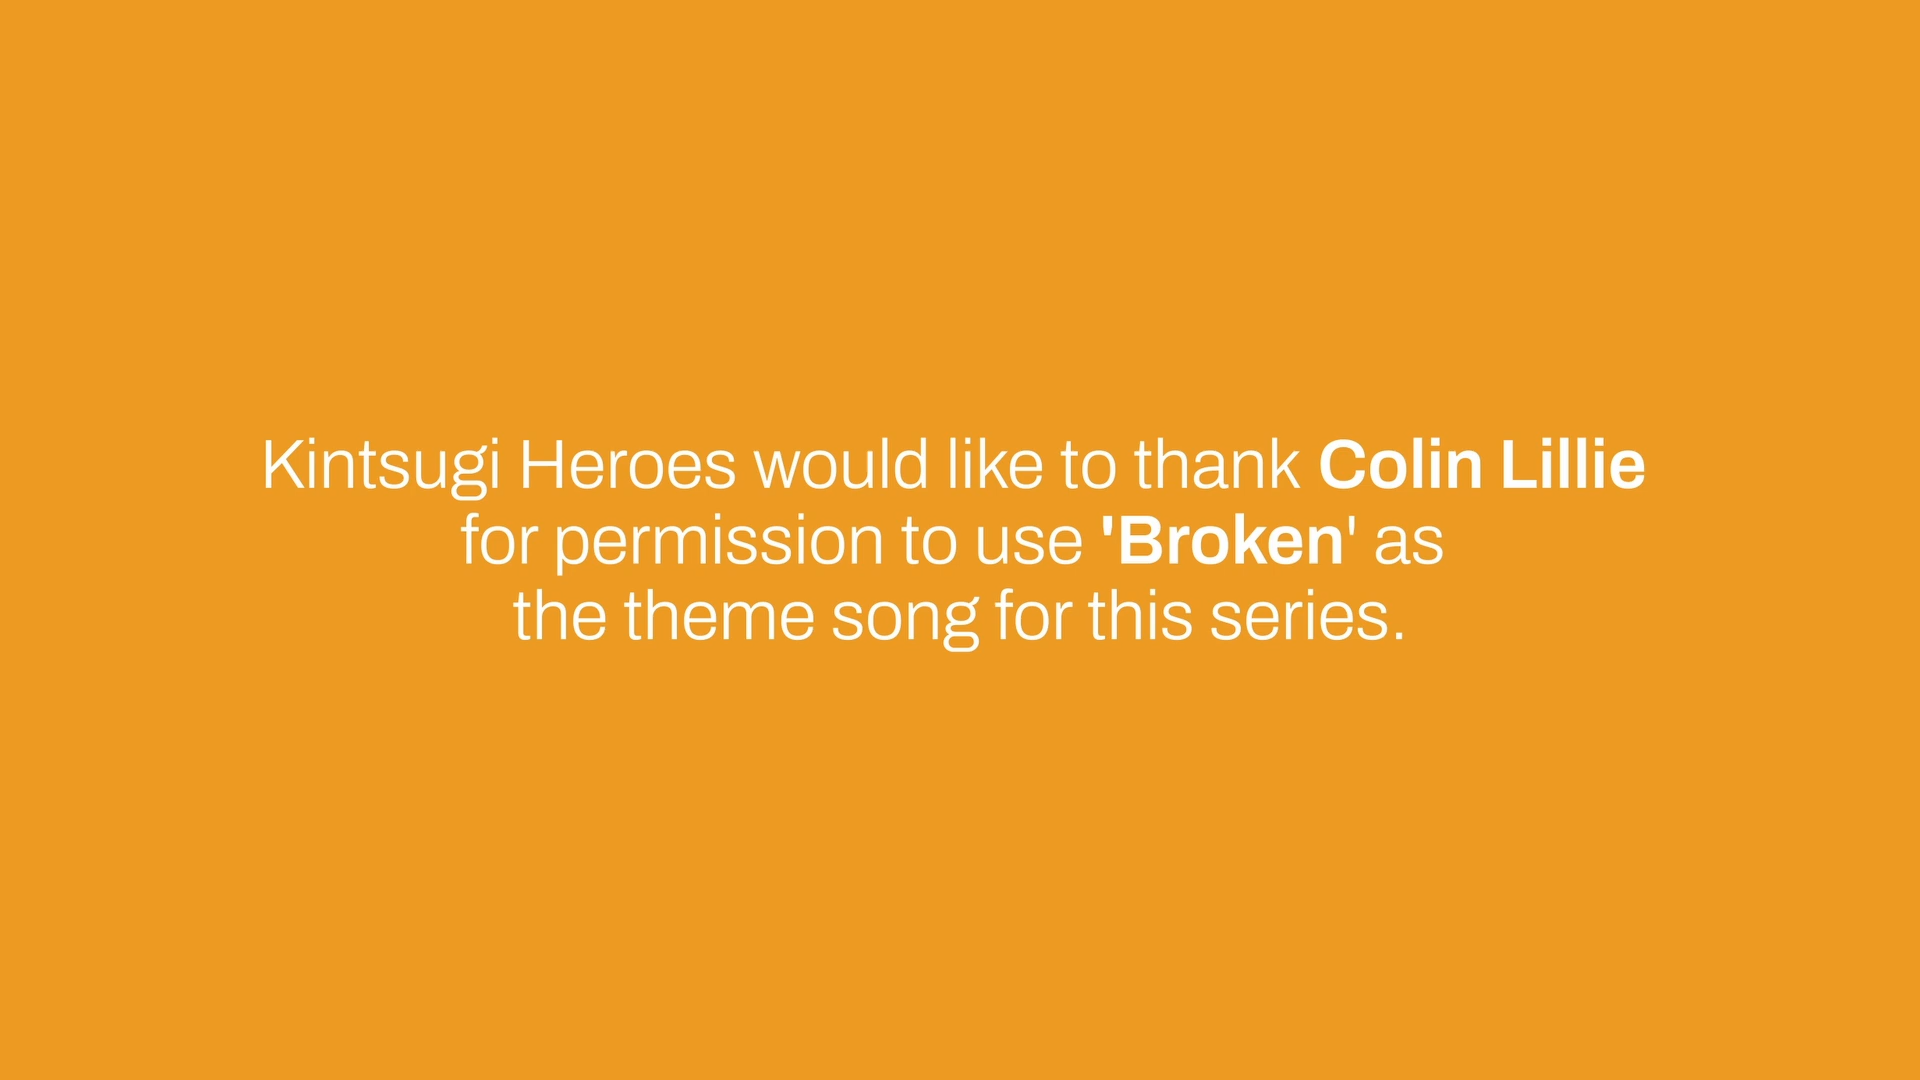 Kintsugi Heroes would like to thank Colin Lillie
for permission to use 'Broken' as
the theme song for this series.